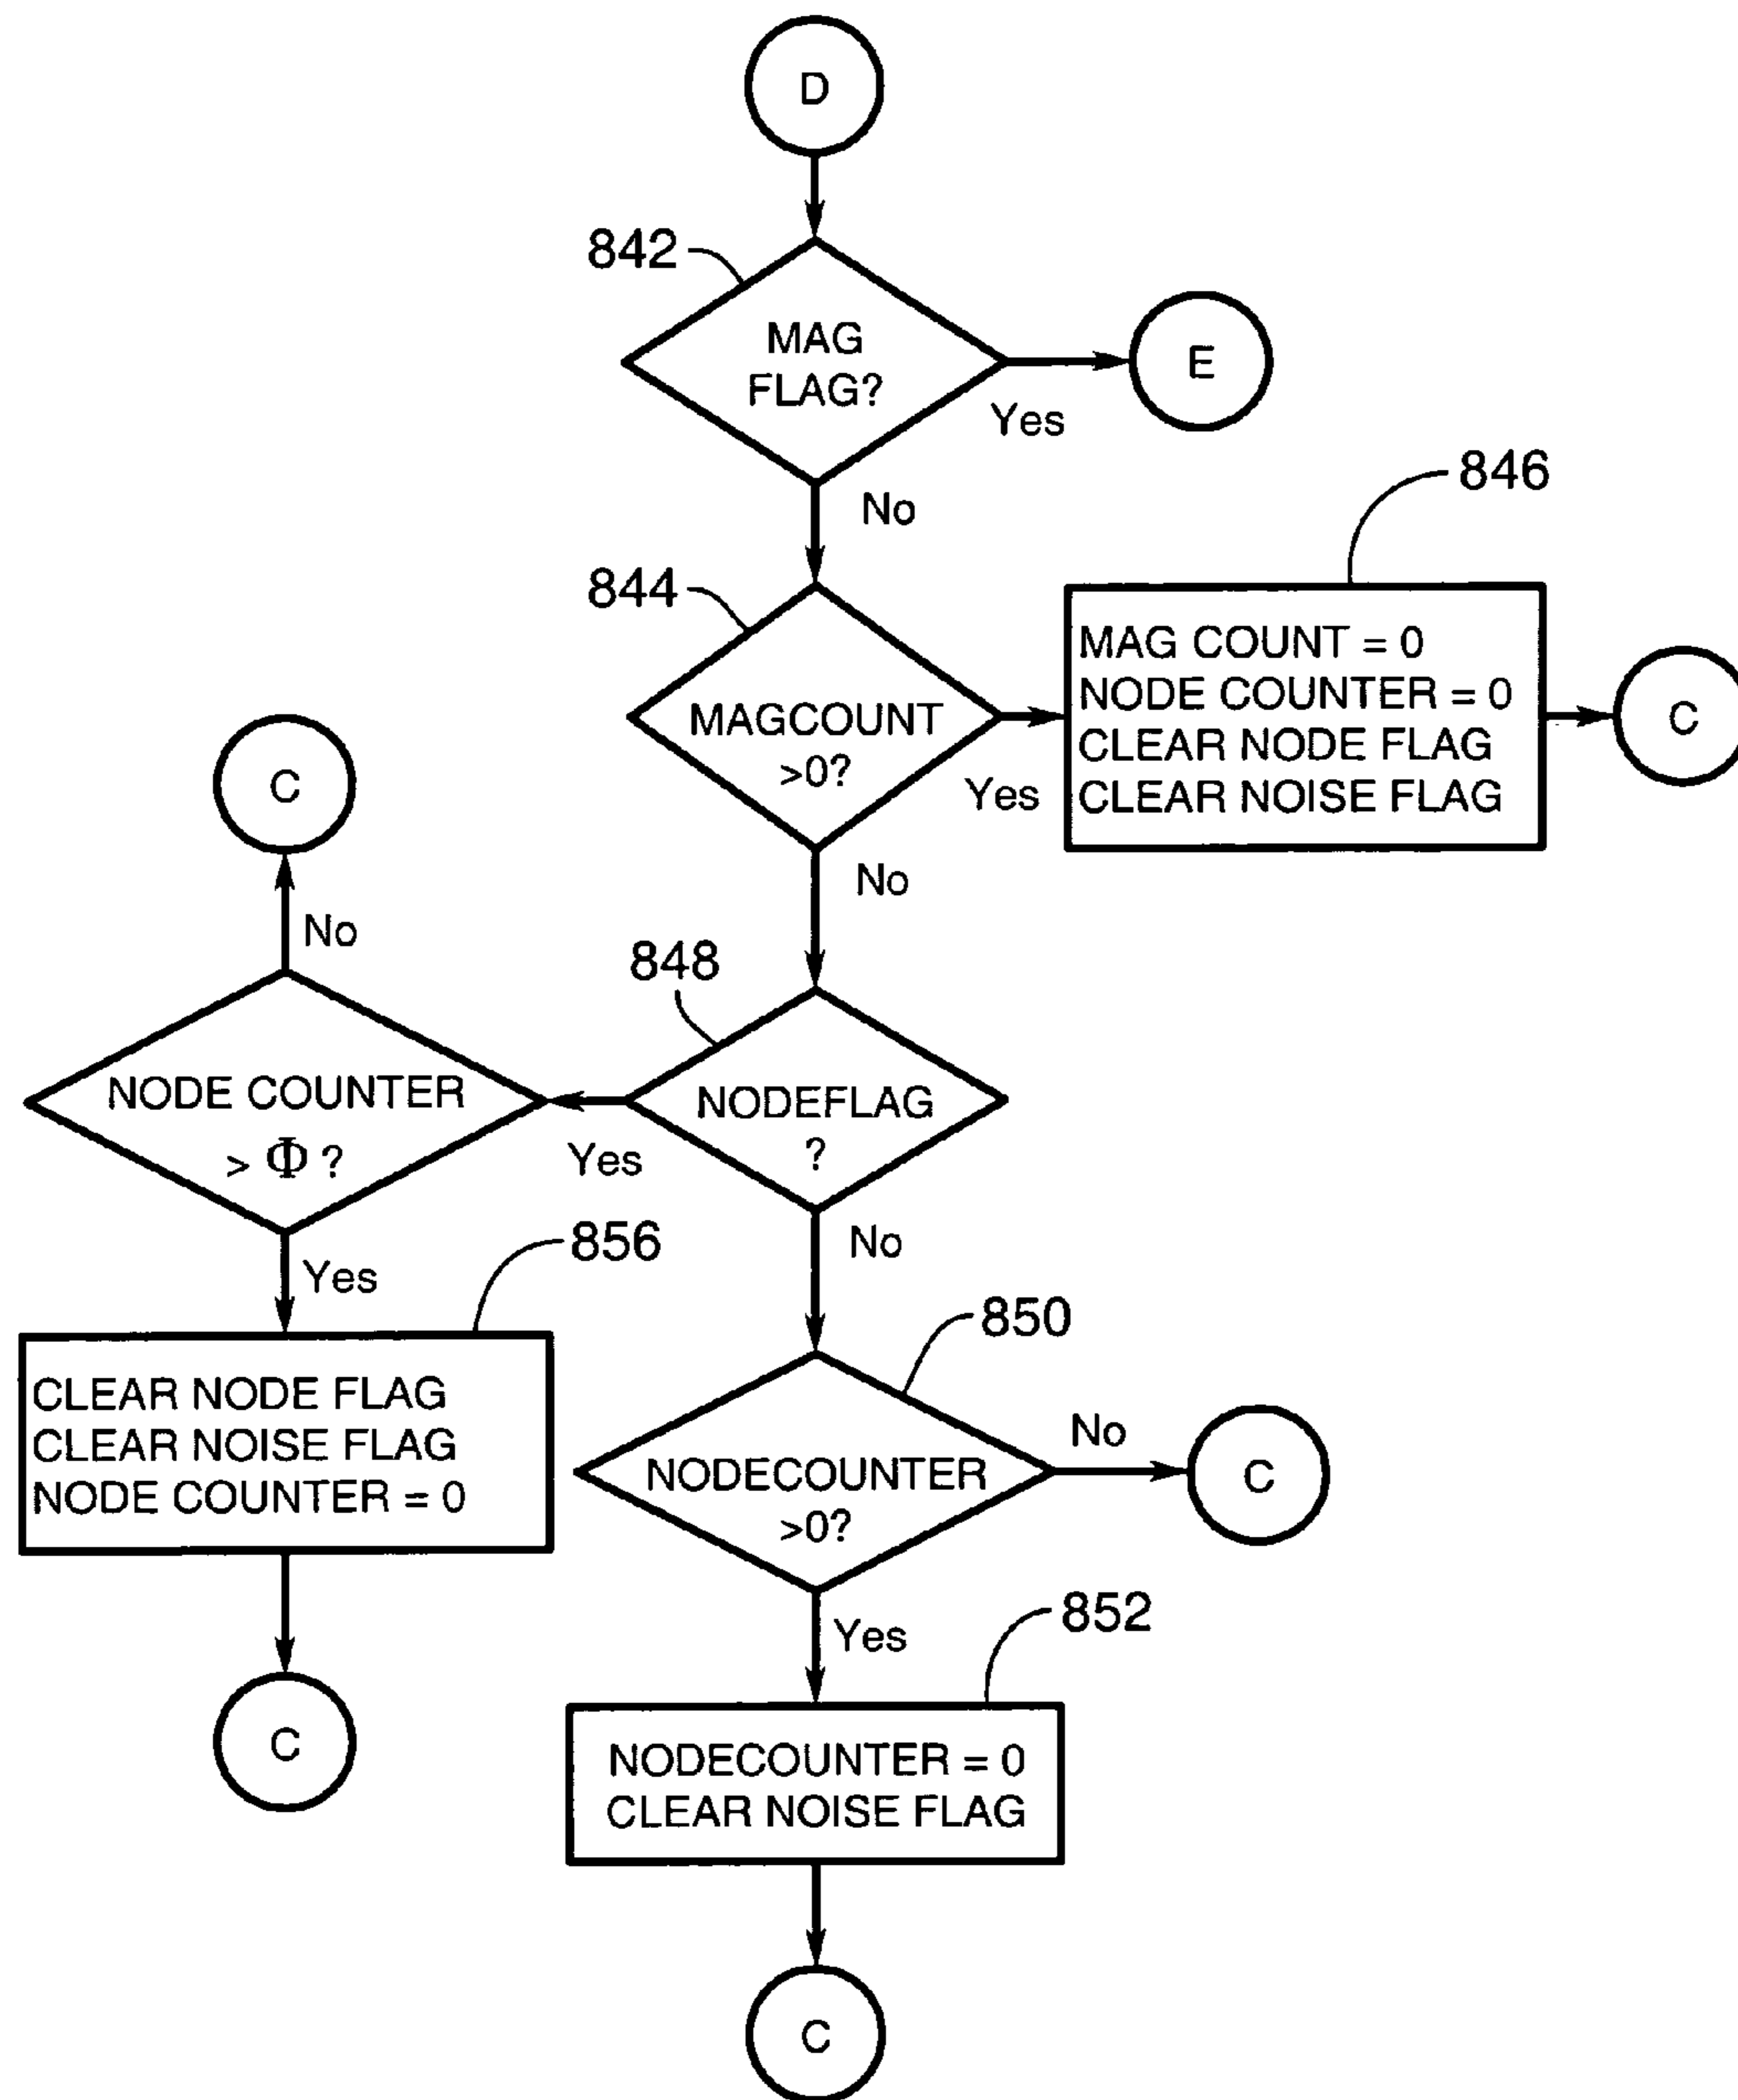 D
842
MAG
FLAG?
E
Yes
No
846
844
MAG COUNT = 0
NODE COUNTER = 0
CLEAR NODE FLAG
CLEAR NOISE FLAG
C
MAGCOUNT
>0?
Yes
No
C
No
848
NODE COUNTER
> Φ ?
Yes
NODEFLAG
?
No
Yes
856
850
CLEAR NODE FLAG
CLEAR NOISE FLAG
NODE COUNTER = 0
NODECOUNTER
>0?
No
C
Yes
852
C
NODECOUNTER = 0
CLEAR NOISE FLAG
C